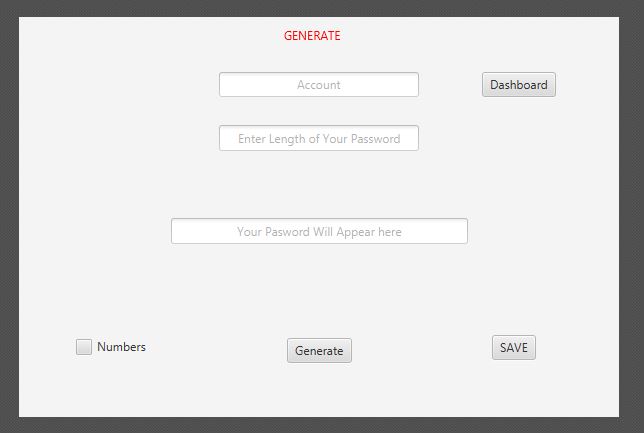 GENERATE
Account
Dashboard
Enter Length of Your Password
Your Pasword Will Appear here
Numbers
Generate
SAVE